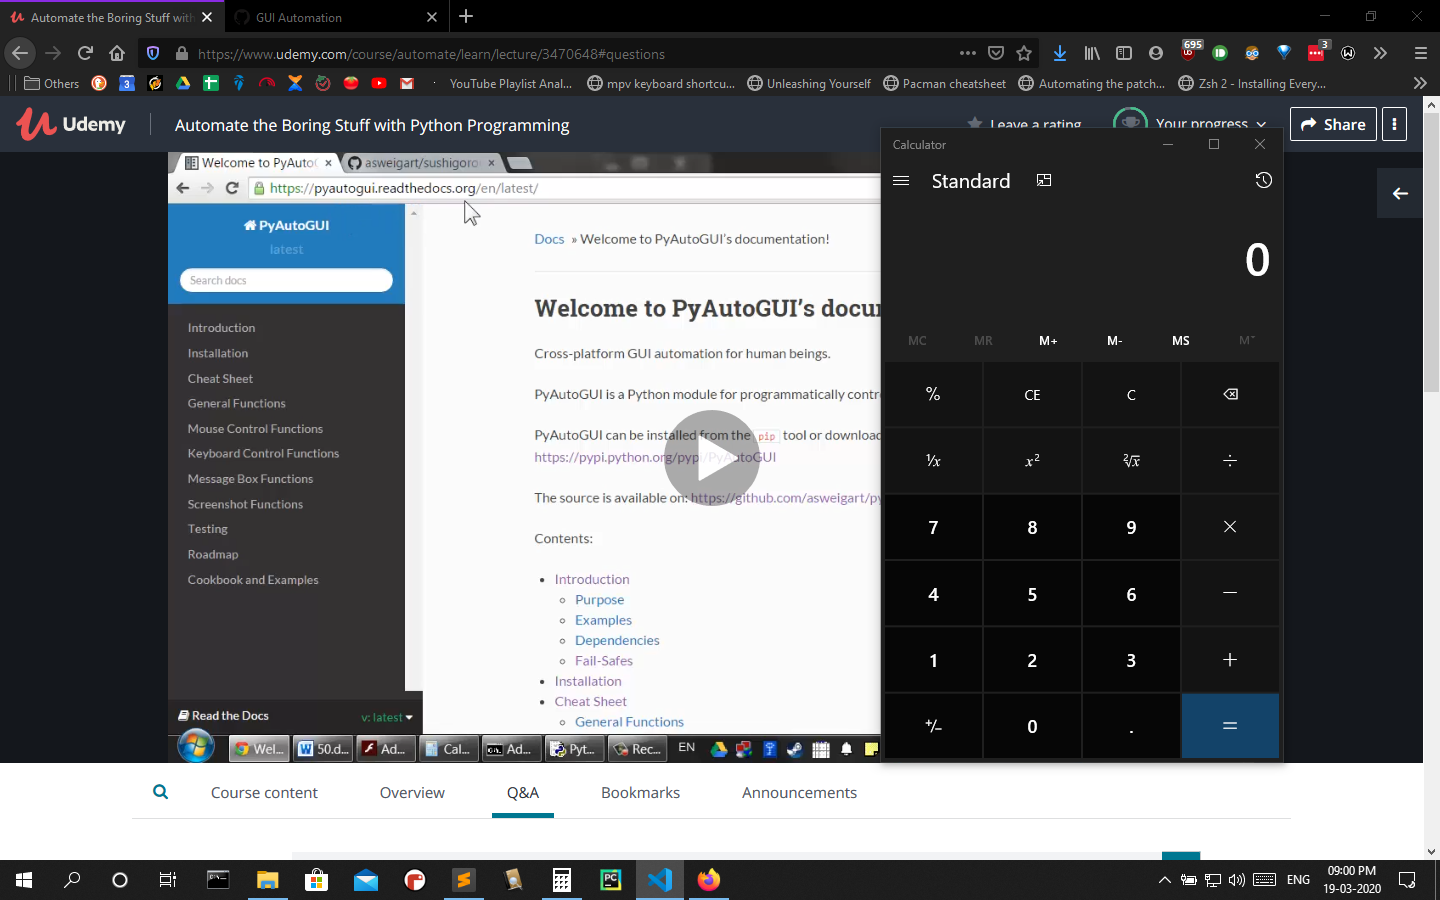 Automate the Boring Stuff with
GUI Automation
https://www.udemy.com/course/automate/learn/lecture/3470648#questions
695
3
Others
3
YouTube Playlist Anal...
mpv keyboard shortcu...
Unleashing Yourself
Pacman cheatsheet
Automating the patch...
Zsh 2 - Installing Every...
Udemy
Automate the Boring Stuff with Python Programming
Leave a rating
Your progress
Share
Welcome to PyAuto
asweigart/sushigoro
https://pyautogui.readthedocs.org/en/latest/
PyAutoGUI
latest
Search docs
Introduction
Installation
Cheat Sheet
General Functions
Mouse Control Functions
Keyboard Control Functions
Message Box Functions
Screenshot Functions
Testing
Roadmap
Cookbook and Examples
Read the Docs
v: latest
Docs » Welcome to PyAutoGUI's documentation!
Welcome to PyAutoGUI's docu
Cross-platform GUI automation for human beings.
PyAutoGUI is a Python module for programmatically contr
PyAutoGUI can be installed from the pip tool or download
https://pypi.python.org/pypi/PyAutoGUI
The source is available on: https://github.com/asweigart/py
Contents:
Introduction
Purpose
Examples
Dependencies
Fail-Safes
Installation
Cheat Sheet
General Functions
Wel...
50.d...
Ad...
Cal...
Ad...
Pyt...
Rec...
EN
Calculator
Standard
0
MC MR M+ M- MS M˅
% CE C
¹/x x² ²√x ÷
7 8 9 ×
4 5 6 −
1 2 3 +
+/− 0 . =
Course content
Overview
Q&A
Bookmarks
Announcements
ENG
09:00 PM
19-03-2020